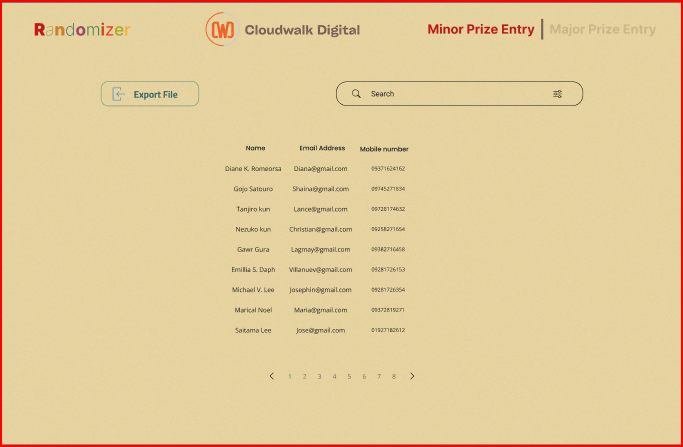 Randomizer
Cloudwalk Digital
Minor Prize Entry | Major Prize Entry
Export File
Search
Name Email Address Mobile number
Diane K. Romeorsa Diana@gmail.com 09371624162
Gojo Satouro Shaina@gmail.com 09745271834
Tanjiro kun Lance@gmail.com 09728174632
Nezuko kun Christian@gmail.com 09258271654
Gawr Gura Lagmay@gmail.com 09382716458
Emillia S. Daph Villanuev@gmail.com 09281726153
Michael V. Lee Josephin@gmail.com 09281726354
Marical Noel Maria@gmail.com 09372819271
Saitama Lee Jose@gmail.com 01927182612
< 1 2 3 4 5 6 7 8 >